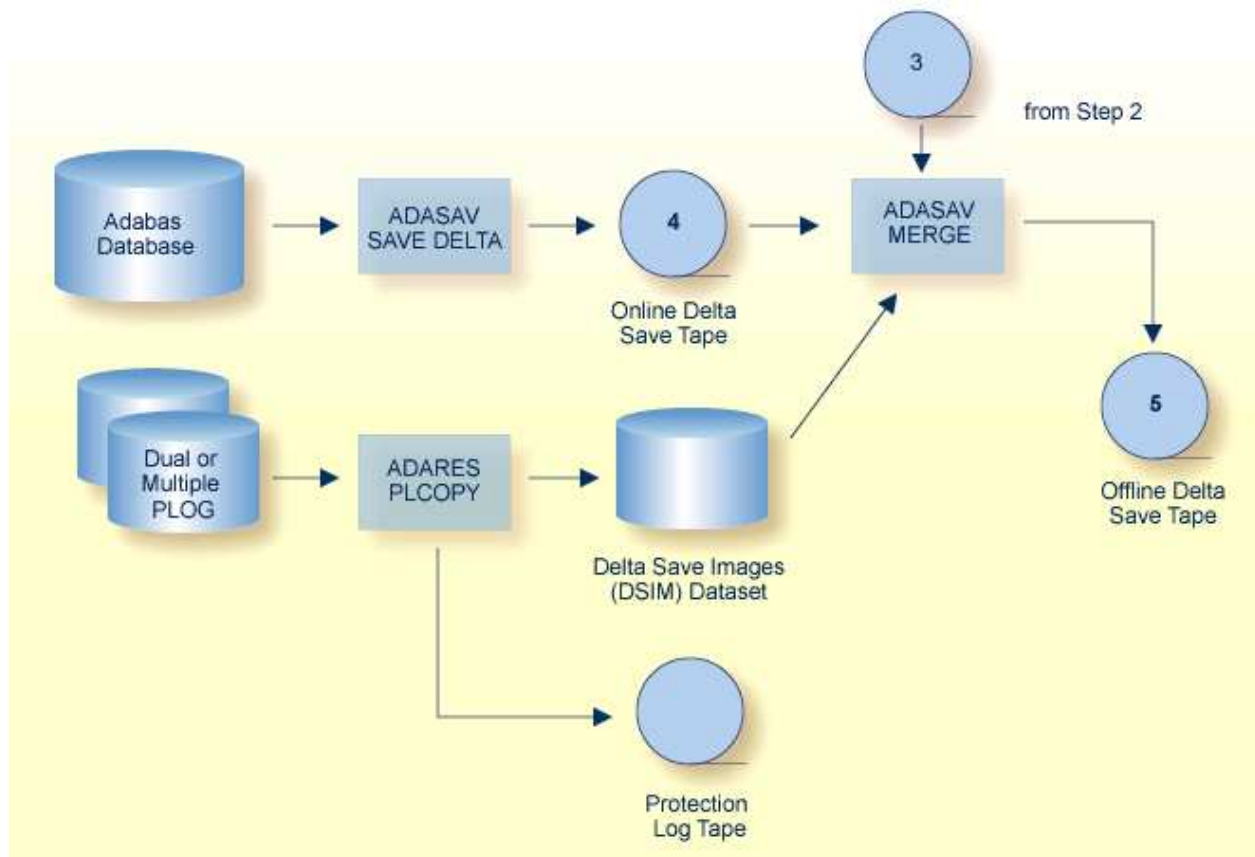 3
from Step 2
Adabas
Database
ADASAV
SAVE DELTA
4
ADASAV
MERGE
Online Delta
Save Tape
5
Offline Delta
Save Tape
Dual or
Multiple
PLOG
ADARES
PLCOPY
Delta Save Images
(DSIM) Dataset
Protection
Log Tape